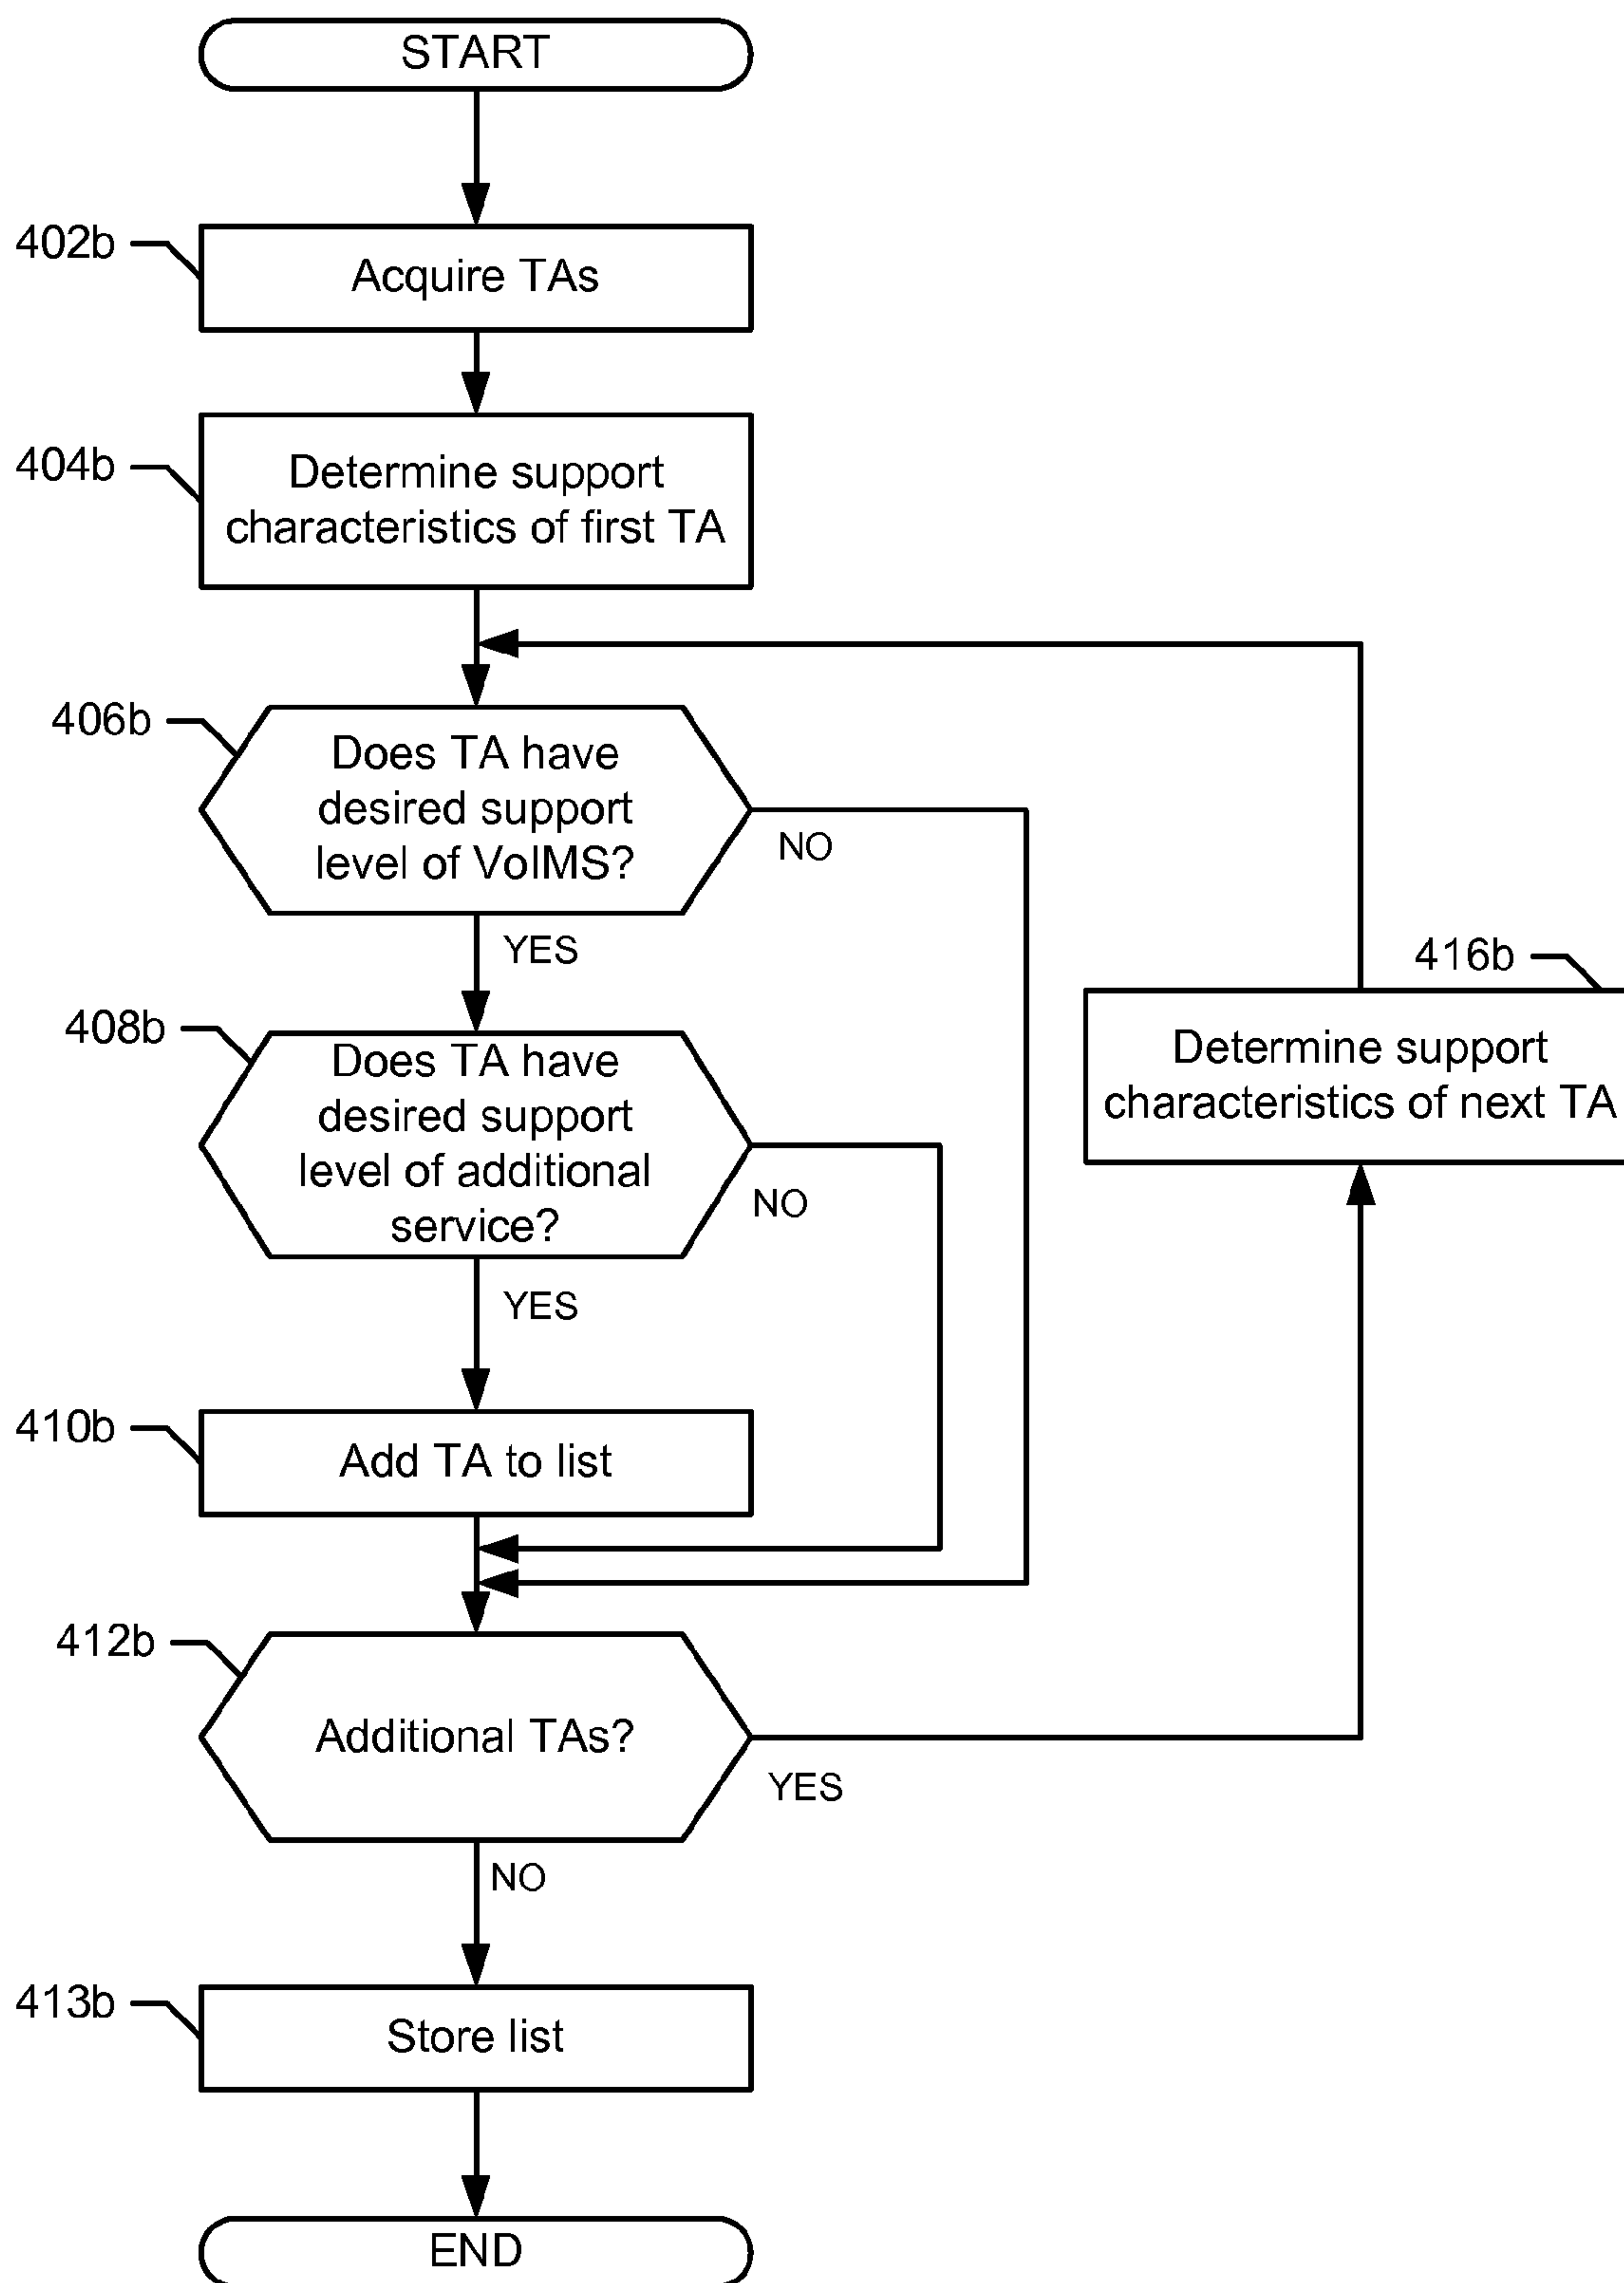 START
402b
Acquire TAs
404b
Determine support
characteristics of first TA
406b
Does TA have
desired support
level of VoIMS?
NO
YES
416b
Determine support
characteristics of next TA
408b
Does TA have
desired support
level of additional
service?
NO
YES
410b
Add TA to list
412b
Additional TAs?
YES
NO
413b
Store list
END